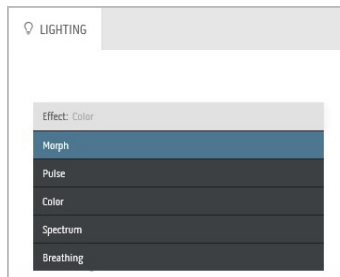 LIGHTING
Effect: Color
Morph
Pulse
Color
Spectrum
Breathing